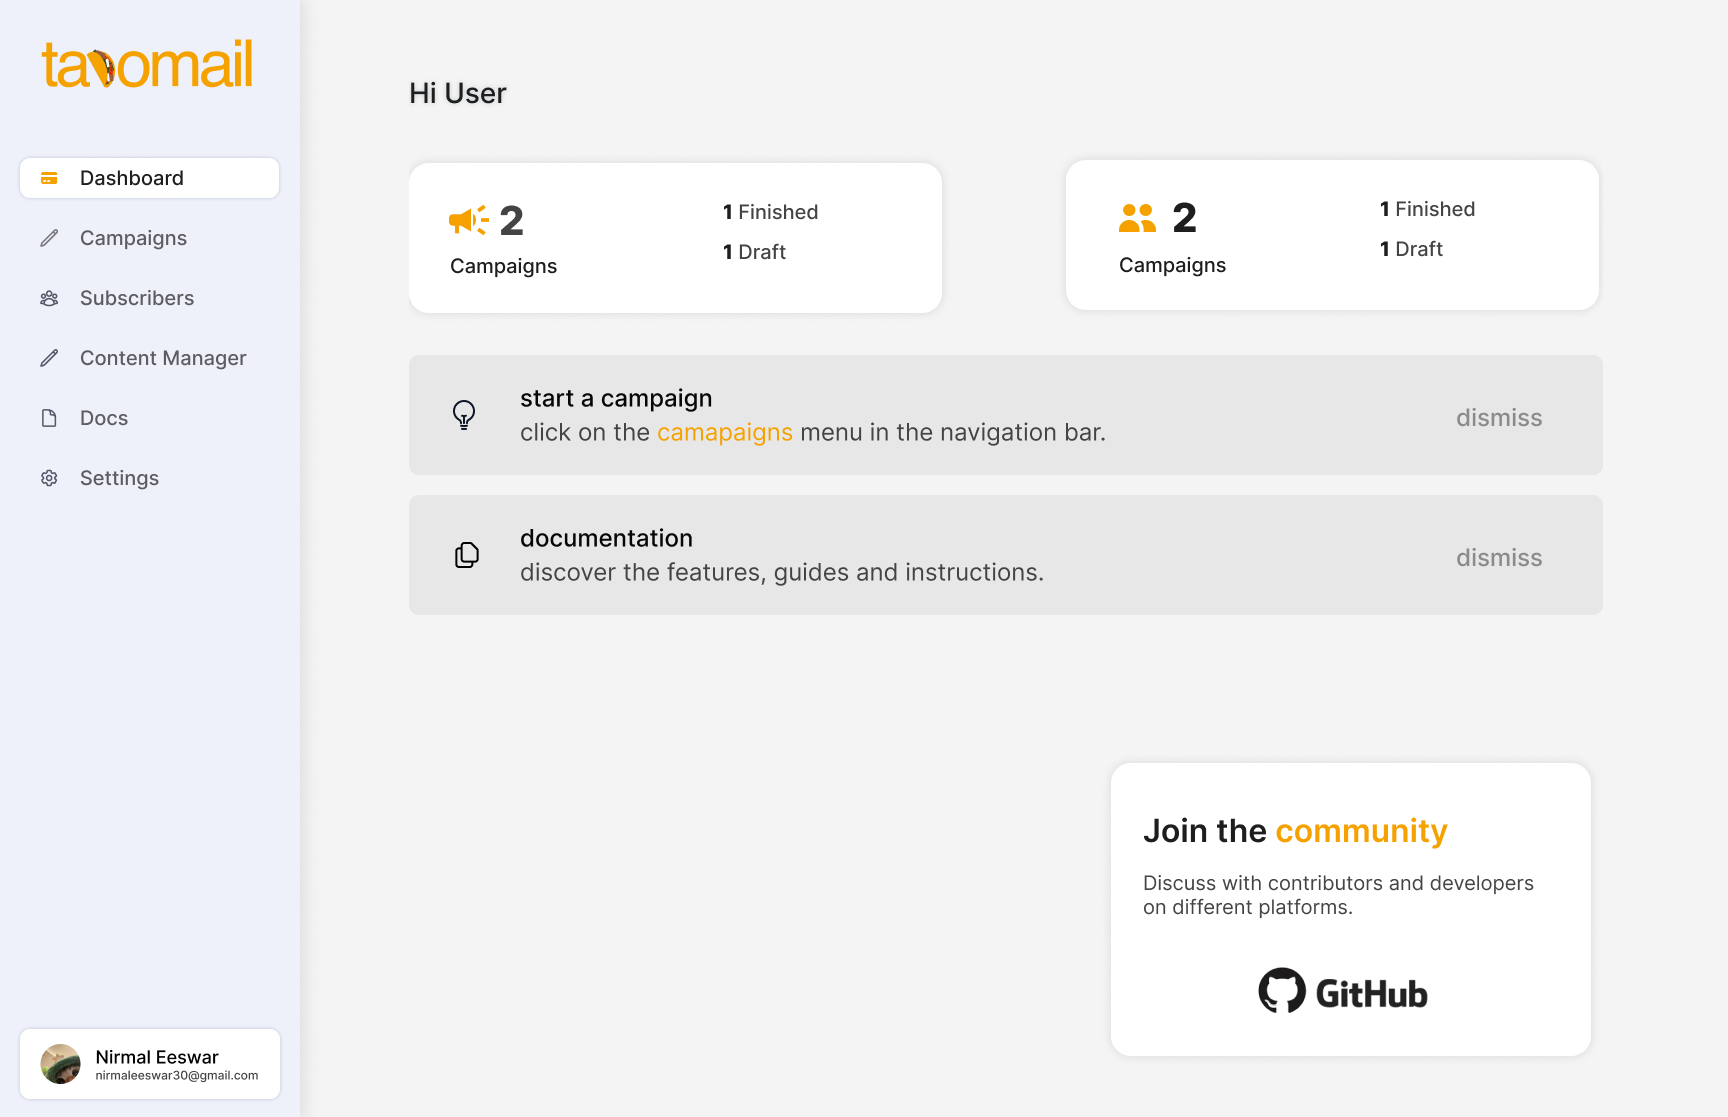 tacomail
Hi User
Dashboard
Campaigns
Subscribers
Content Manager
Docs
Settings
2
Campaigns
1 Finished
1 Draft
2
Campaigns
1 Finished
1 Draft
start a campaign
click on the camapaigns menu in the navigation bar.
dismiss
documentation
discover the features, guides and instructions.
dismiss
Join the community
Discuss with contributors and developers
on different platforms.
GitHub
Nirmal Eeswar
nirmaleeswar30@gmail.com